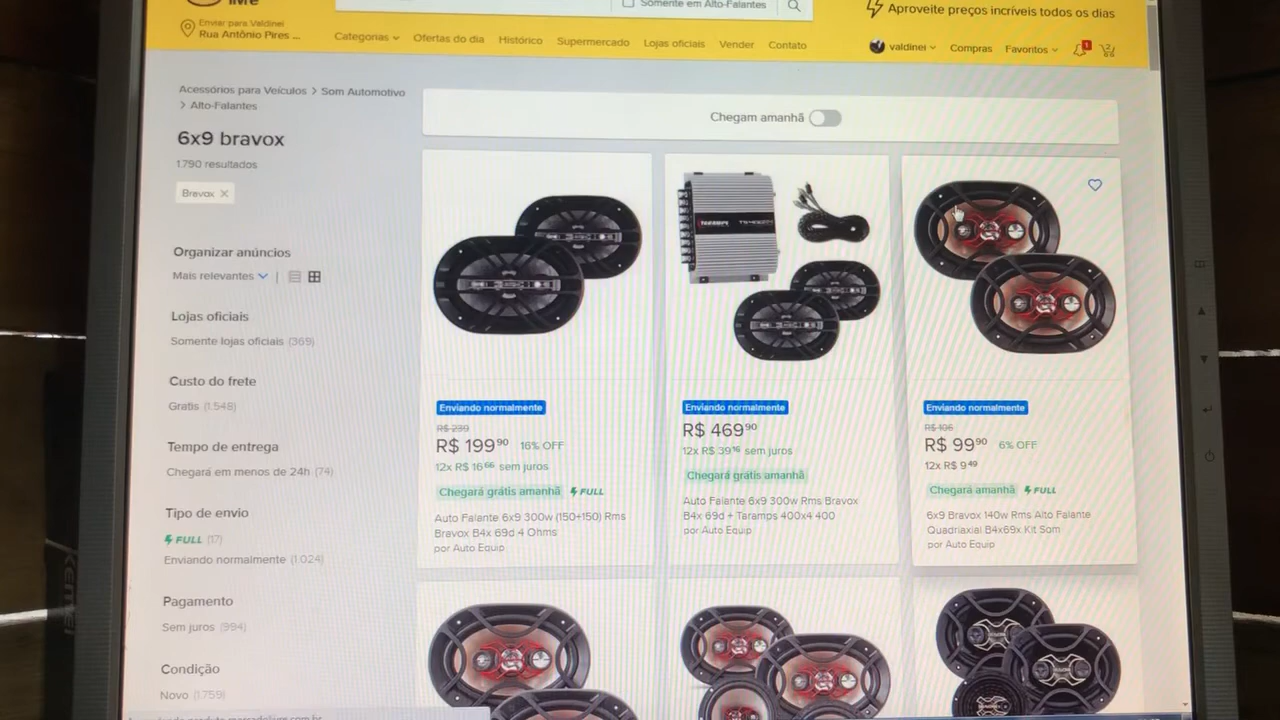 Somente em Alto-Falantes
Aproveite preços incríveis todos os dias
Enviar para Valdinei
Rua Antônio Pires ...
Categorias
Ofertas do dia
Histórico
Supermercado
Lojas oficiais
Vender
Contato
valdinei
Compras
Favoritos
1
2
Acessórios para Veículos > Som Automotivo
> Alto-Falantes
Chegam amanhã
6x9 bravox
1.790 resultados
Bravox X
Organizar anúncios
Mais relevantes
Lojas oficiais
Somente lojas oficiais (369)
Custo do frete
Gratis (1.548)
Tempo de entrega
Chegará em menos de 24h (74)
Tipo de envio
FULL (17)
Enviando normalmente (1.024)
Pagamento
Sem juros (994)
Condição
Novo (1.759)
Enviando normalmente
R$ 239
R$ 199 90 16% OFF
12x R$ 16 66 sem juros
Chegará grátis amanhã FULL
Auto Falante 6x9 300w (150+150) Rms
Bravox B4x 69d 4 Ohms
por Auto Equip
Enviando normalmente
R$ 469 90
12x R$ 39 16 sem juros
Chegará grátis amanhã
Auto Falante 6x9 300w Rms Bravox
B4x 69d + Taramps 400x4 400
por Auto Equip
Enviando normalmente
R$ 106
R$ 99 90 6% OFF
12x R$ 9 49
Chegará amanhã FULL
6x9 Bravox 140w Rms Alto Falante
Quadriaxial B4x69x Kit Som
por Auto Equip